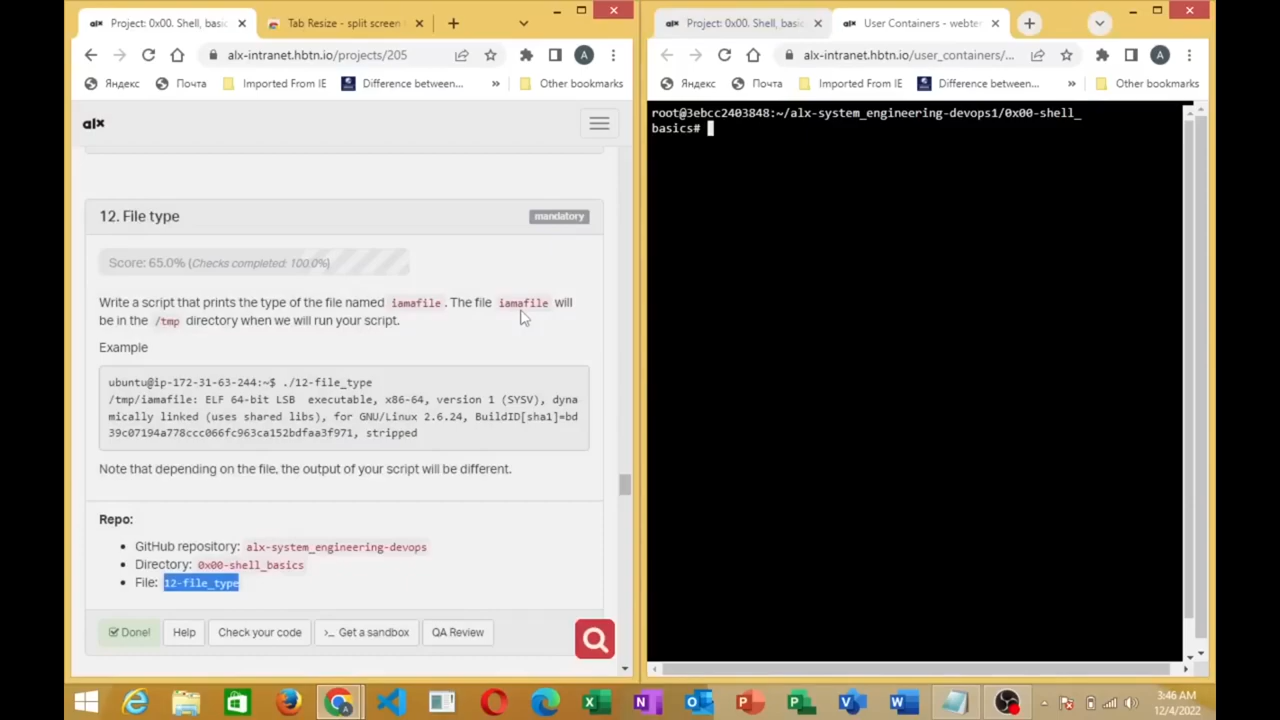 Project: 0x00. Shell, basic
Tab Resize - split screen
alx-intranet.hbtn.io/projects/205
A
Яндекс
Почта
Imported From IE
Difference between...
»
Other bookmarks
alx
12. File type
mandatory
Score: 65.0% (Checks completed: 100.0%)
Write a script that prints the type of the file named iamafile. The file iamafile will
be in the /tmp directory when we will run your script.
Example
ubuntu@ip-172-31-63-244:~$ ./12-file_type
/tmp/iamafile: ELF 64-bit LSB  executable, x86-64, version 1 (SYSV), dyna
mically linked (uses shared libs), for GNU/Linux 2.6.24, BuildID[sha1]=bd
39c07194a778ccc066fc963ca152bdfaa3f971, stripped
Note that depending on the file, the output of your script will be different.
Repo:
• GitHub repository: alx-system_engineering-devops
• Directory: 0x00-shell_basics
• File: 12-file_type
Done!
Help
Check your code
>_ Get a sandbox
QA Review
Project: 0x00. Shell, basic
User Containers - webter
alx-intranet.hbtn.io/user_containers/...
A
Яндекс
Почта
Imported From IE
Difference between...
»
Other bookmarks
root@3ebcc2403848:~/alx-system_engineering-devops1/0x00-shell_
basics#
3:46 AM
12/4/2022